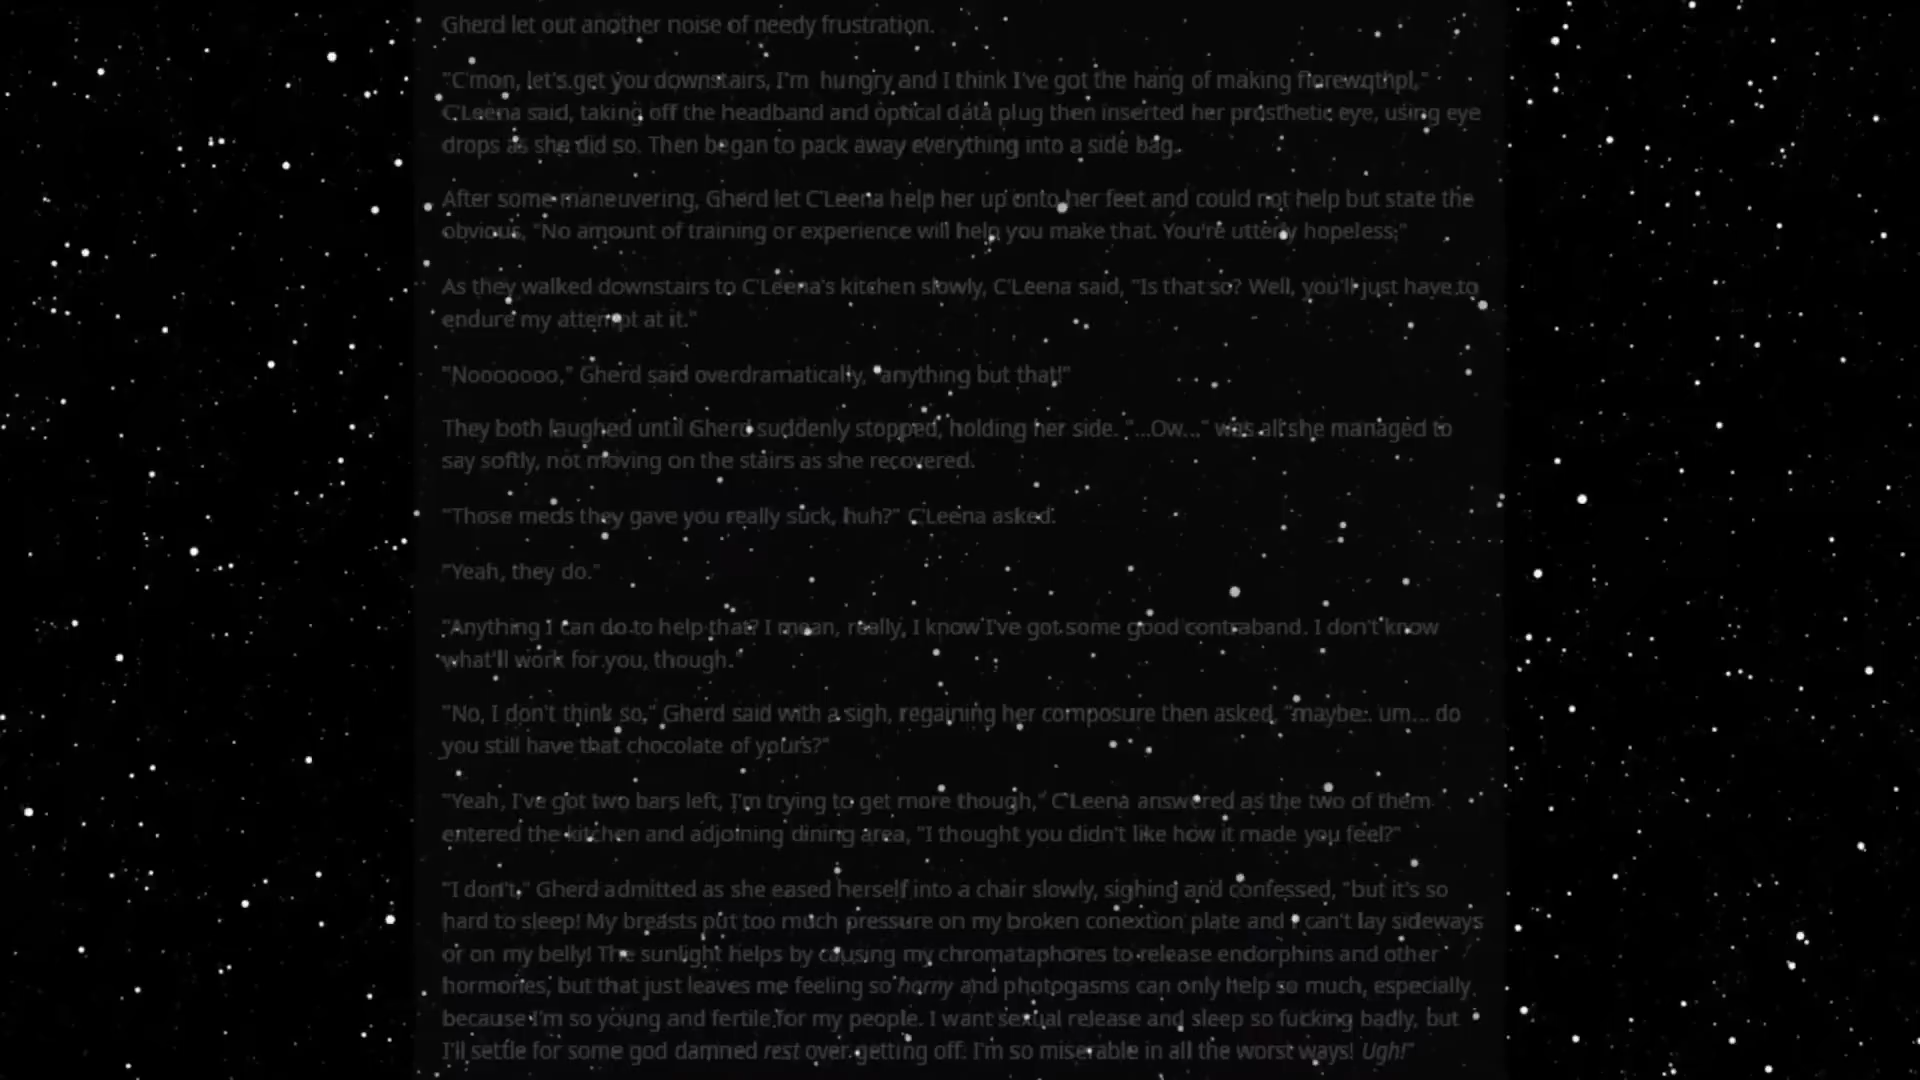 Gherd let out another noise of needy frustration.
"C'mon, let's get you downstairs, I'm  hungry and I think I've got the hang of making florewqthpl,"
C'Leena said, taking off the headband and optical data plug then inserted her prosthetic eye, using eye
drops as she did so. Then began to pack away everything into a side bag.
After some maneuvering, Gherd let C'Leena help her up onto her feet and could not help but state the
obvious, "No amount of training or experience will help you make that. You're utterly hopeless;"
As they walked downstairs to C'Leena's kitchen slowly, C'Leena said, "Is that so? Well, you'll just have to
endure my attempt at it."
"Nooooooo," Gherd said overdramatically, "anything but that!"
They both laughed until Gherd suddenly stopped, holding her side. "...Ow..." was all she managed to
say softly, not moving on the stairs as she recovered.
"Those meds they gave you really suck, huh?" C'Leena asked.
"Yeah, they do."
"Anything I can do to help that? I mean, really, I know I've got some good contraband. I don't know
what'll work for you, though."
"No, I don't think so," Gherd said with a sigh, regaining her composure then asked, "maybe... um... do
you still have that chocolate of yours?"
"Yeah, I've got two bars left, I'm trying to get more though," C'Leena answered as the two of them
entered the kitchen and adjoining dining area, "I thought you didn't like how it made you feel?"
"I don't," Gherd admitted as she eased herself into a chair slowly, sighing and confessed, "but it's so
hard to sleep! My breasts put too much pressure on my broken conextion plate and I can't lay sideways
or on my belly! The sunlight helps by causing my chromataphores to release endorphins and other
hormones, but that just leaves me feeling so horny and photogasms can only help so much, especially
because I'm so young and fertile for my people. I want sexual release and sleep so fucking badly, but
I'll settle for some god damned rest over getting off. I'm so miserable in all the worst ways! Ugh!"